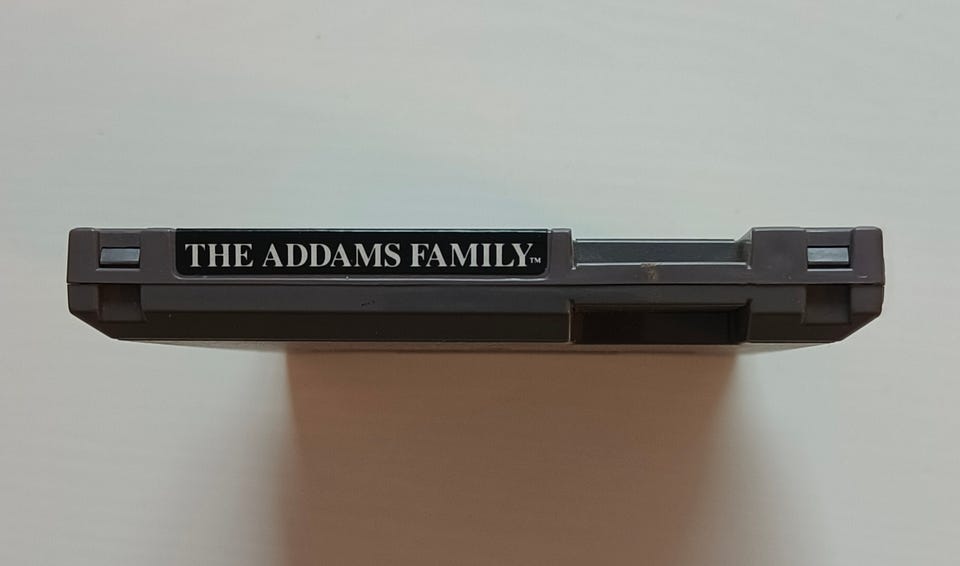 THE ADDAMS FAMILY™